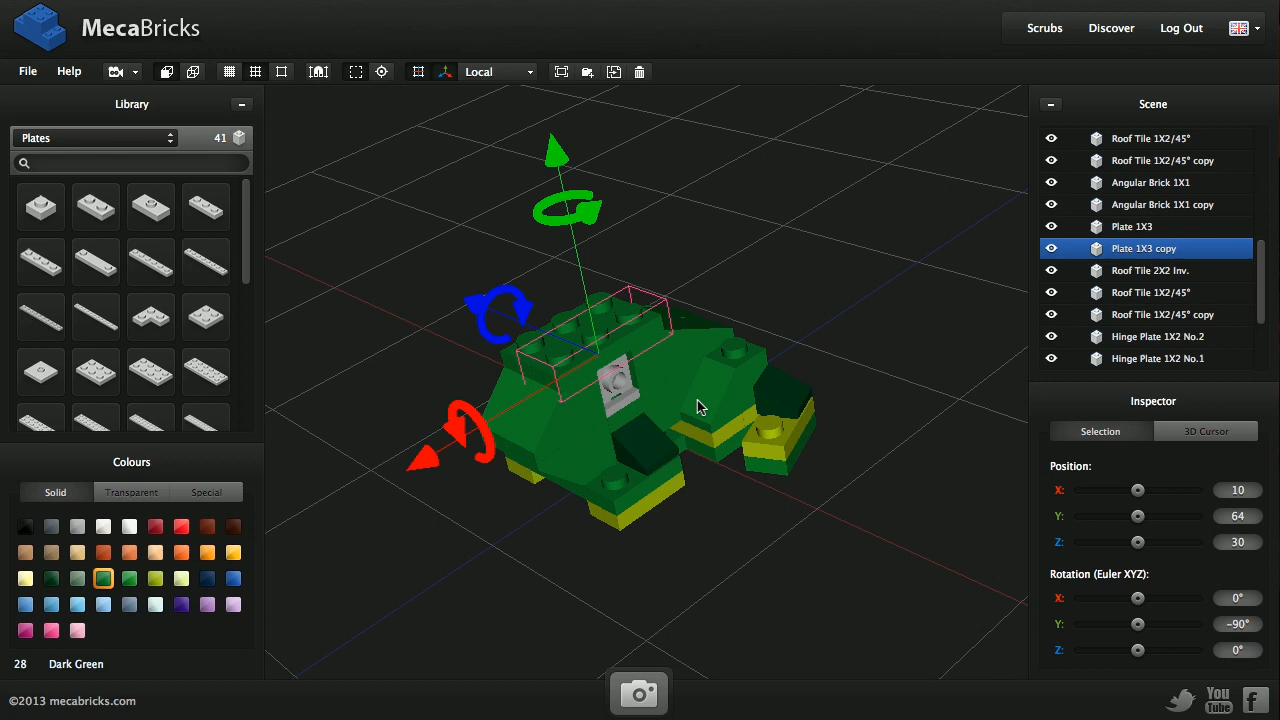 MecaBricks
Scrubs Discover Log Out
File Help Local
Library
Plates 41
Colours
Solid Transparent Special
28 Dark Green
Scene
Roof Tile 1X2/45°
Roof Tile 1X2/45° copy
Angular Brick 1X1
Angular Brick 1X1 copy
Plate 1X3
Plate 1X3 copy
Roof Tile 2X2 Inv.
Roof Tile 1X2/45°
Roof Tile 1X2/45° copy
Hinge Plate 1X2 No.2
Hinge Plate 1X2 No.1
Inspector
Selection 3D Cursor
Position:
X: 10
Y: 64
Z: 30
Rotation (Euler XYZ):
X: 0°
Y: -90°
Z: 0°
©2013 mecabricks.com
You
Tube
f